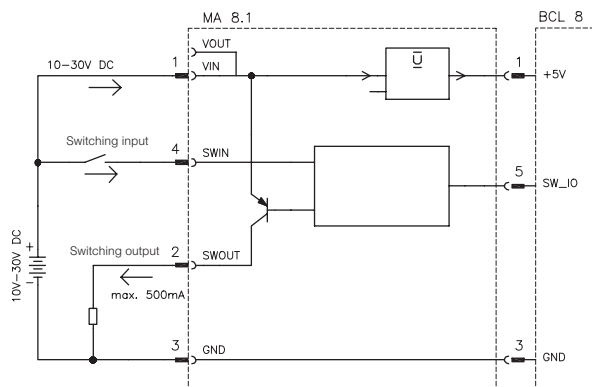 MA 8.1
BCL 8
VOUT
10-30V DC
1
VIN
U
1
+5V
Switching input
4
SWIN
5
SW_IO
Switching output
2
SWOUT
max. 500mA
10V-30V DC
+
-
3
GND
3
GND